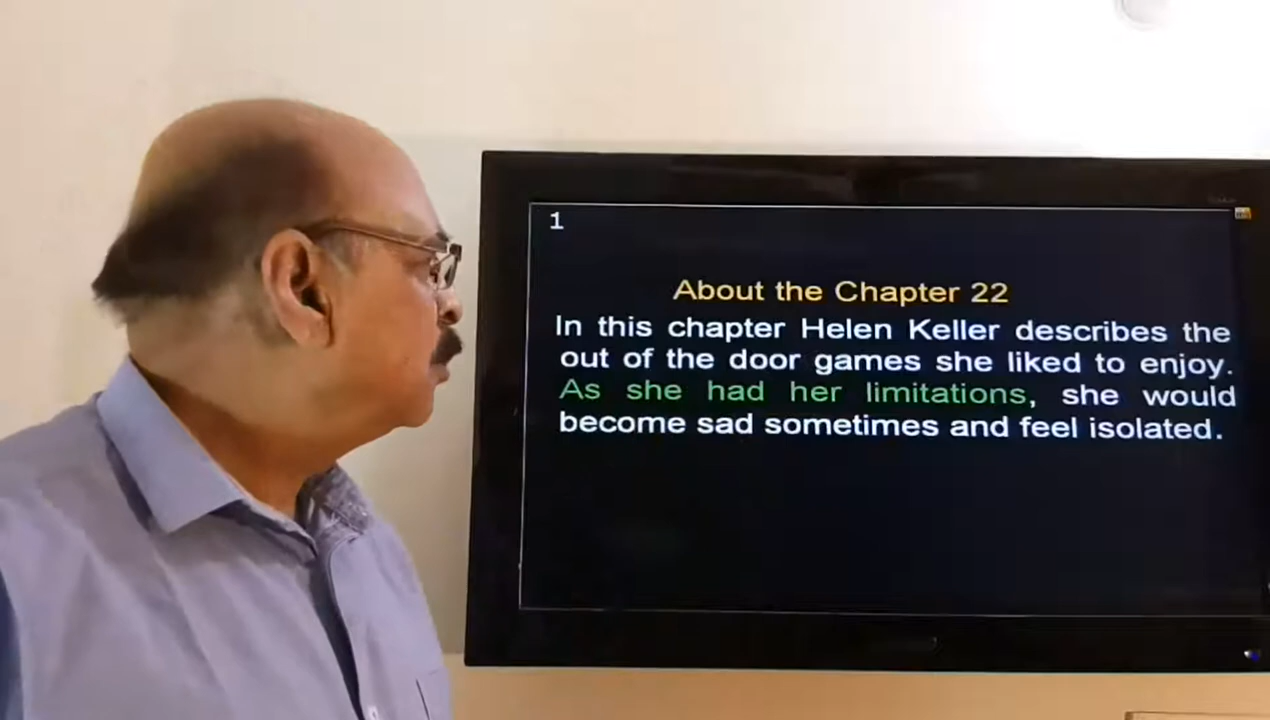 1
About the Chapter 22
In this chapter Helen Keller describes the
out of the door games she liked to enjoy.
As she had her limitations, she would
become sad sometimes and feel isolated.